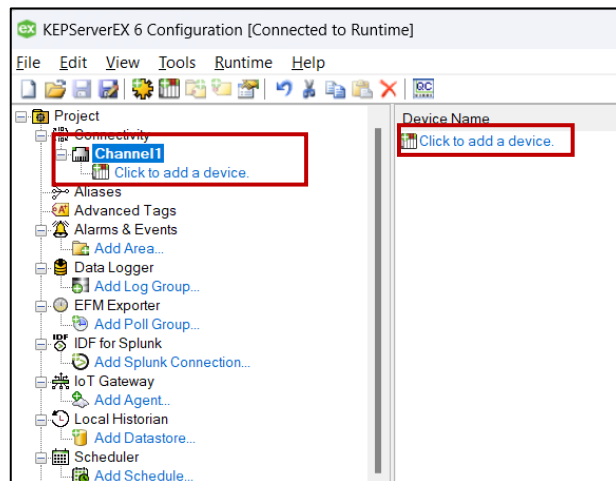 KEPServerEX 6 Configuration [Connected to Runtime]
File Edit View Tools Runtime Help
Project
Connectivity
Channel1
Click to add a device.
Aliases
Advanced Tags
Alarms & Events
Add Area...
Data Logger
Add Log Group...
EFM Exporter
Add Poll Group...
IDF for Splunk
Add Splunk Connection...
IoT Gateway
Add Agent...
Local Historian
Add Datastore...
Scheduler
Add Schedule...
Device Name
Click to add a device.